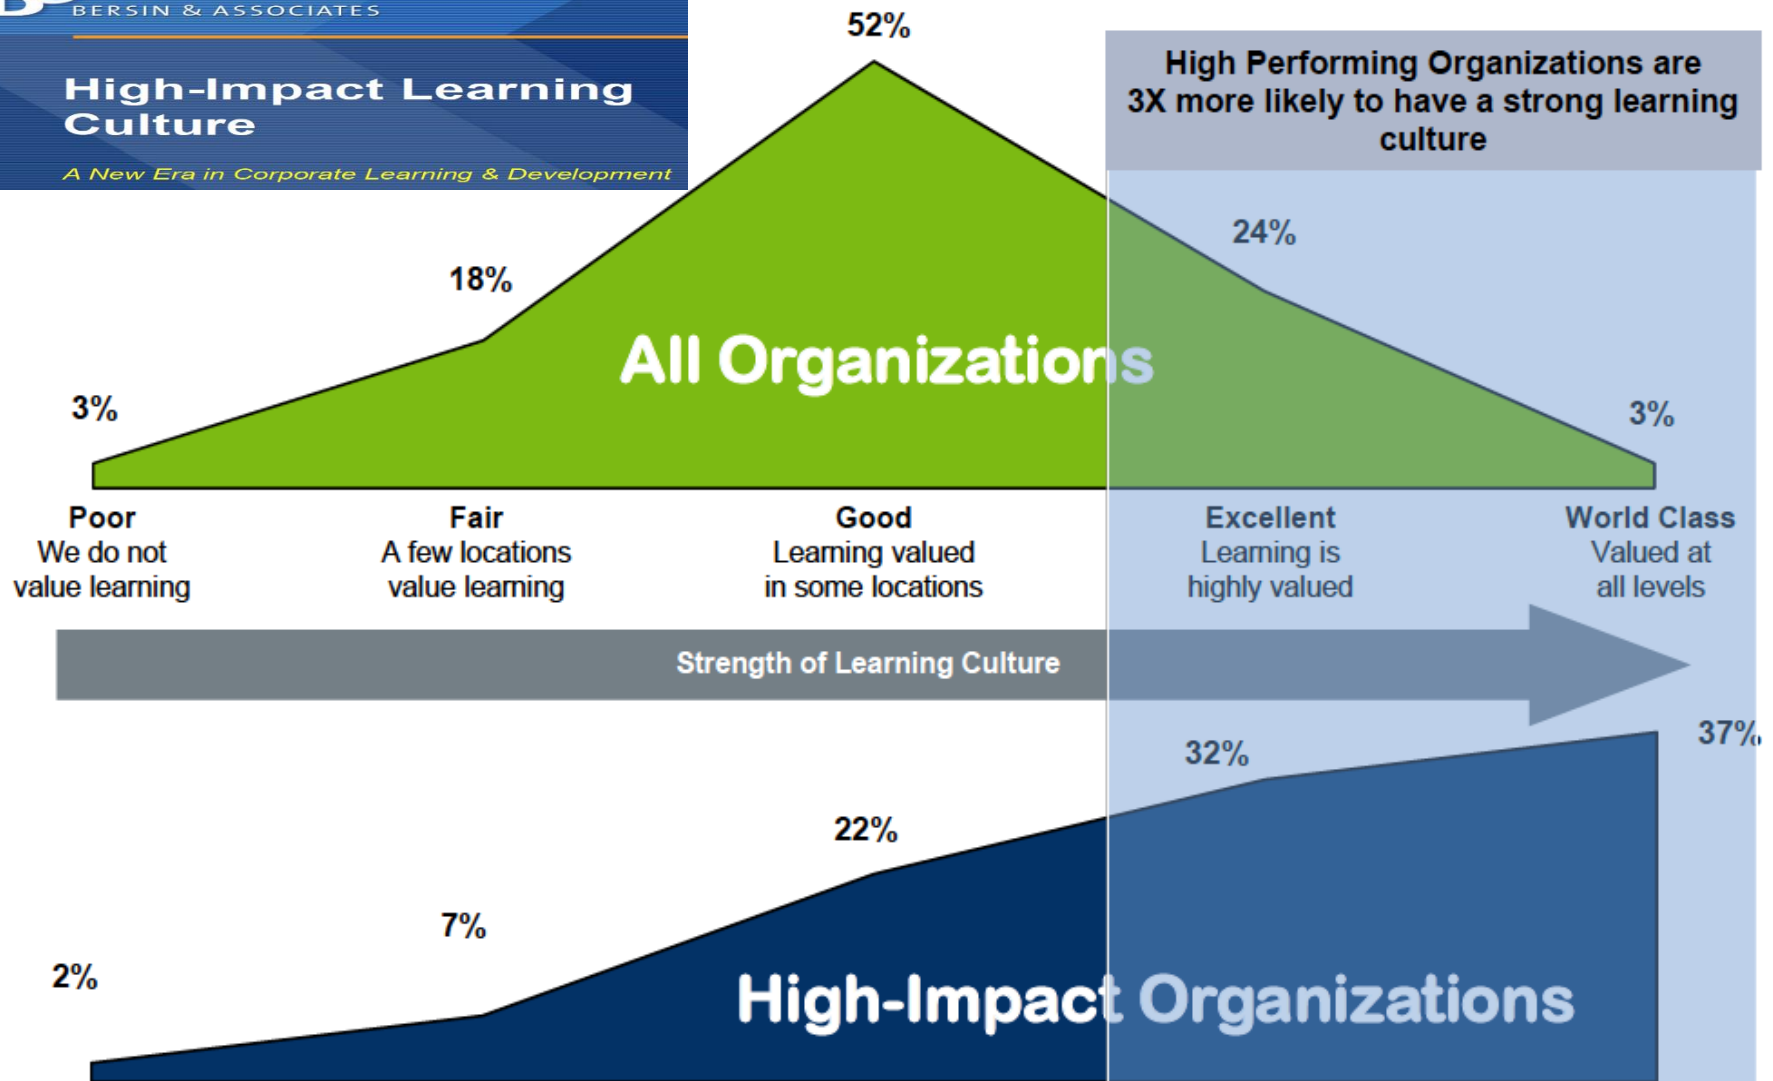 BERSIN & ASSOCIATES
High-Impact Learning
Culture
A New Era in Corporate Learning & Development
52%
High Performing Organizations are
3X more likely to have a strong learning
culture
24%
18%
3%
3%
All Organizations
Poor
We do not
value learning
Fair
A few locations
value learning
Good
Learning valued
in some locations
Excellent
Learning is
highly valued
World Class
Valued at
all levels
Strength of Learning Culture
37%
32%
22%
7%
2%
High-Impact Organizations